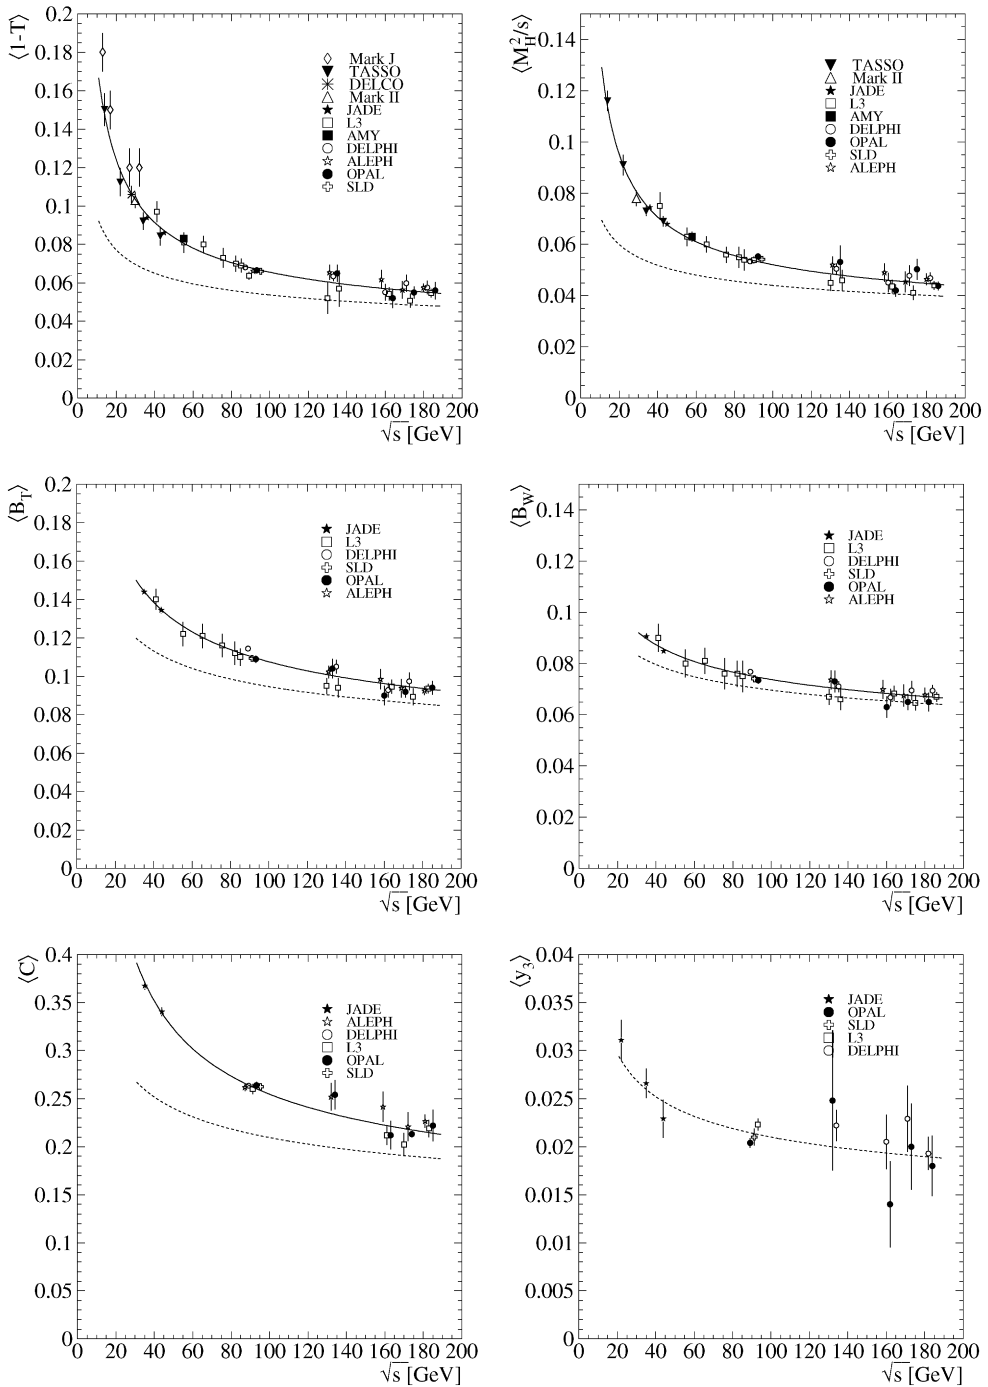 ⟨1-T⟩
0.2
0.18
0.16
0.14
0.12
0.1
0.08
0.06
0.04
0.02
0
Mark J
TASSO
DELCO
Mark II
JADE
L3
AMY
DELPHI
ALEPH
OPAL
SLD
0 20 40 60 80 100 120 140 160 180 200
√s [GeV]
⟨M_H^2/s⟩
0.14
0.12
0.1
0.08
0.06
0.04
0.02
0
TASSO
Mark II
JADE
L3
AMY
DELPHI
OPAL
SLD
ALEPH
0 20 40 60 80 100 120 140 160 180 200
√s [GeV]
⟨B_T⟩
0.2
0.18
0.16
0.14
0.12
0.1
0.08
0.06
0.04
0.02
0
JADE
L3
DELPHI
SLD
OPAL
ALEPH
0 20 40 60 80 100 120 140 160 180 200
√s [GeV]
⟨B_W⟩
0.14
0.12
0.1
0.08
0.06
0.04
0.02
0
JADE
L3
DELPHI
SLD
OPAL
ALEPH
0 20 40 60 80 100 120 140 160 180 200
√s [GeV]
⟨C⟩
0.4
0.35
0.3
0.25
0.2
0.15
0.1
0.05
0
JADE
ALEPH
DELPHI
L3
OPAL
SLD
0 20 40 60 80 100 120 140 160 180 200
√s [GeV]
⟨y_3⟩
0.04
0.035
0.03
0.025
0.02
0.015
0.01
0.005
0
JADE
OPAL
SLD
L3
DELPHI
0 20 40 60 80 100 120 140 160 180 200
√s [GeV]